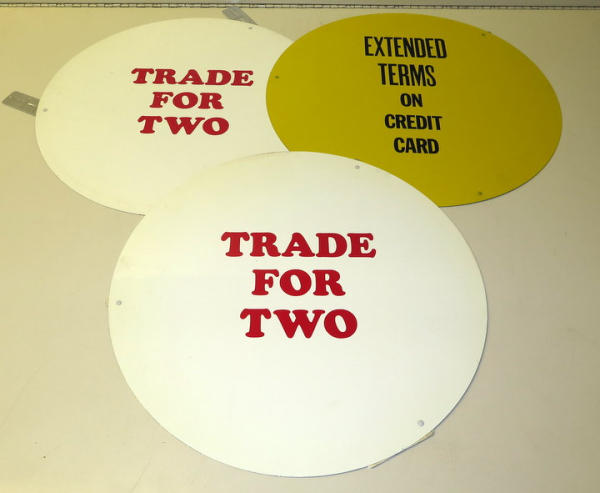 TRADE
FOR
TWO
EXTENDED
TERMS
ON
CREDIT
CARD
TRADE
FOR
TWO